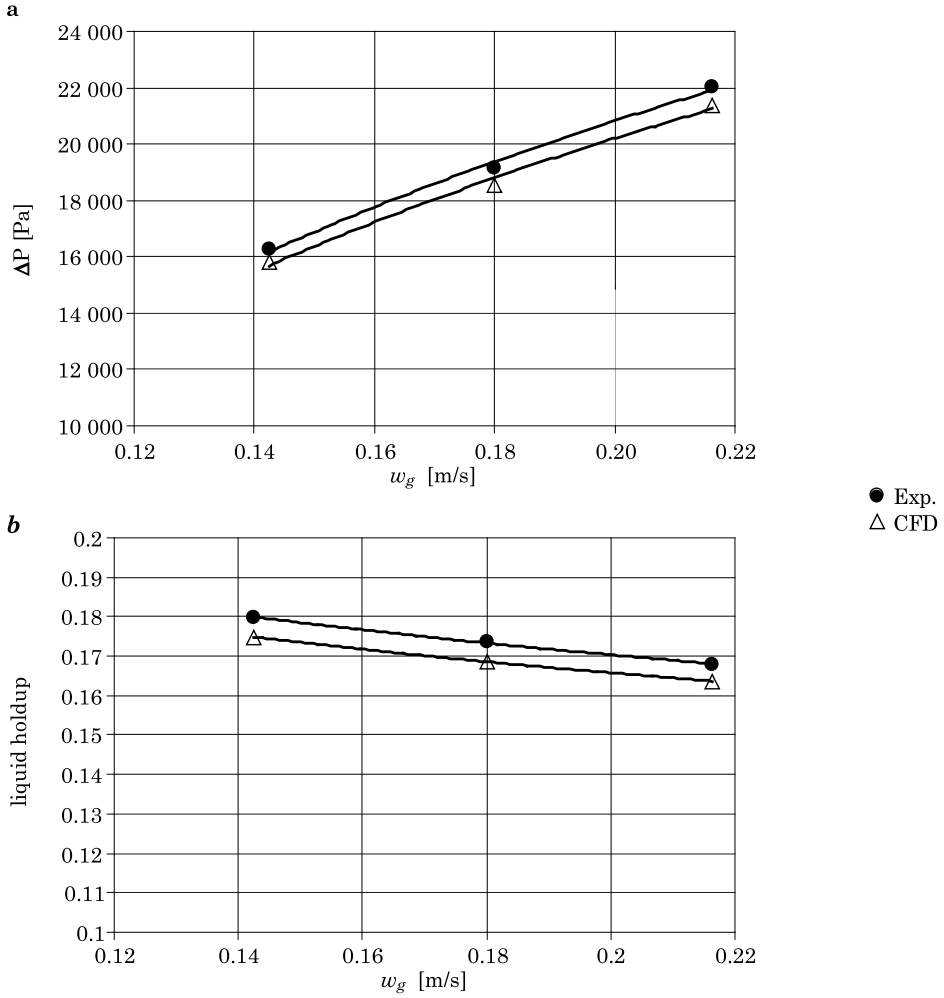 a
24 000
22 000
20 000
18 000
16 000
14 000
12 000
10 000
ΔP [Pa]
0.12 0.14 0.16 0.18 0.20 0.22
w_g [m/s]
Exp.
CFD
b
0.2
0.19
0.18
0.17
0.16
0.15
0.14
0.13
0.12
0.11
0.1
liquid holdup
0.12 0.14 0.16 0.18 0.2 0.22
w_g [m/s]